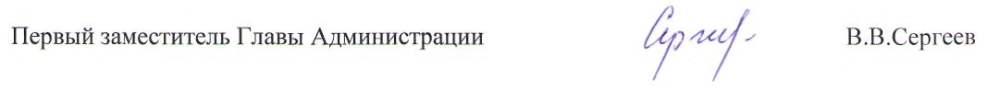 Первый заместитель Главы Администрации В.В.Сергеев